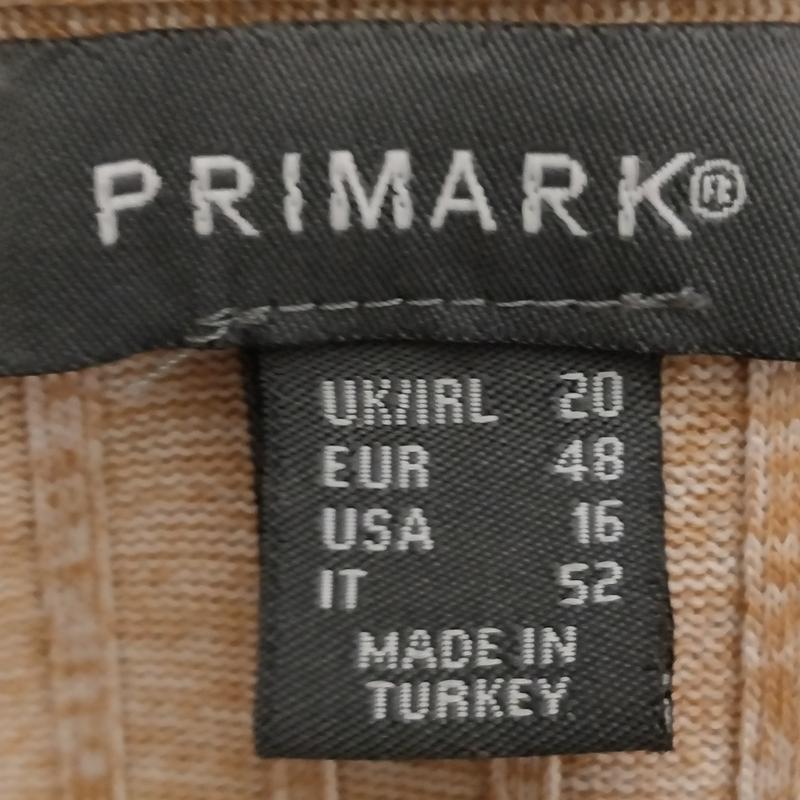 PRIMARK®
UK/IRL 20
EUR 48
USA 16
IT 52
MADE IN
TURKEY